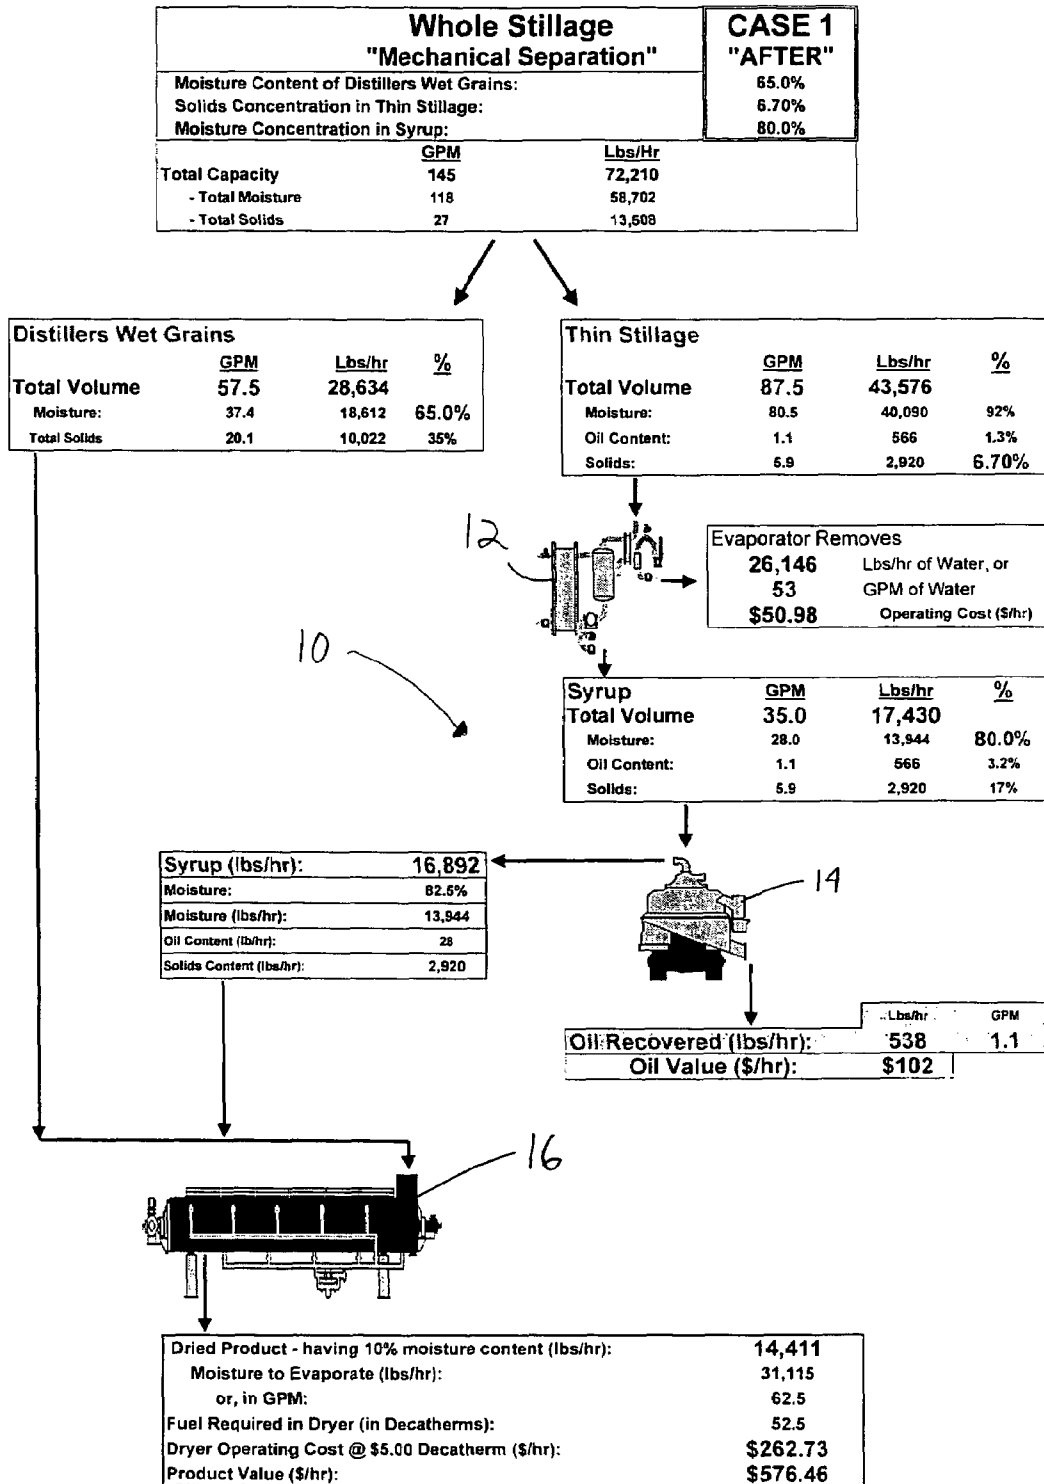 Whole Stillage CASE 1
"Mechanical Separation" "AFTER"
Moisture Content of Distillers Wet Grains: 65.0%
Solids Concentration in Thin Stillage: 6.70%
Moisture Concentration in Syrup: 80.0%
GPM Lbs/Hr
Total Capacity 145 72,210
- Total Moisture 118 58,702
- Total Solids 27 13,508
Distillers Wet Grains
GPM Lbs/hr %
Total Volume 57.5 28,634
Moisture: 37.4 18,612 65.0%
Total Solids 20.1 10,022 35%
Thin Stillage
GPM Lbs/hr %
Total Volume 87.5 43,576
Moisture: 80.5 40,090 92%
Oil Content: 1.1 566 1.3%
Solids: 5.9 2,920 6.70%
12
Evaporator Removes
26,146 Lbs/hr of Water, or
53 GPM of Water
$50.98 Operating Cost ($/hr)
10
Syrup GPM Lbs/hr %
Total Volume 35.0 17,430
Moisture: 28.0 13,944 80.0%
Oil Content: 1.1 566 3.2%
Solids: 5.9 2,920 17%
Syrup (lbs/hr): 16,892
Moisture: 82.5%
Moisture (lbs/hr): 13,944
Oil Content (lb/hr): 28
Solids Content (lbs/hr): 2,920
14
Lbs/hr GPM
Oil Recovered (lbs/hr): 538 1.1
Oil Value ($/hr): $102
16
Dried Product - having 10% moisture content (lbs/hr): 14,411
Moisture to Evaporate (lbs/hr): 31,115
or, in GPM: 62.5
Fuel Required in Dryer (in Decatherms): 52.5
Dryer Operating Cost @ $5.00 Decatherm ($/hr): $262.73
Product Value ($/hr): $576.46